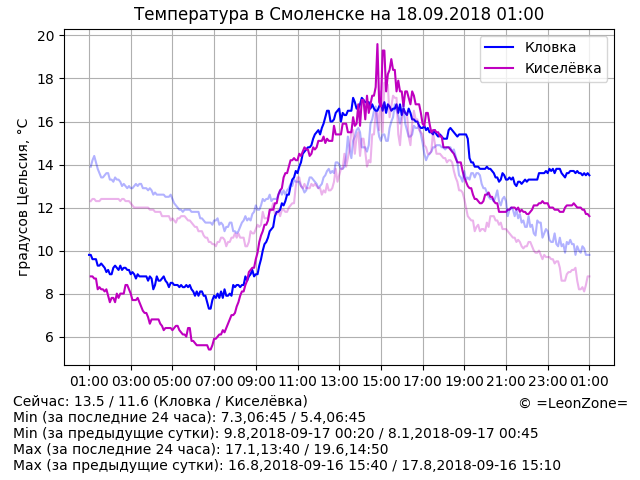 Температура в Смоленске на 18.09.2018 01:00
Кловка
Киселёвка
градусов Цельсия, °C
20
18
16
14
12
10
8
6
01:00 03:00 05:00 07:00 09:00 11:00 13:00 15:00 17:00 19:00 21:00 23:00 01:00
Сейчас: 13.5 / 11.6 (Кловка / Киселёвка)
© =LeonZone=
Min (за последние 24 часа): 7.3,06:45 / 5.4,06:45
Min (за предыдущие сутки): 9.8,2018-09-17 00:20 / 8.1,2018-09-17 00:45
Max (за последние 24 часа): 17.1,13:40 / 19.6,14:50
Max (за предыдущие сутки): 16.8,2018-09-16 15:40 / 17.8,2018-09-16 15:10